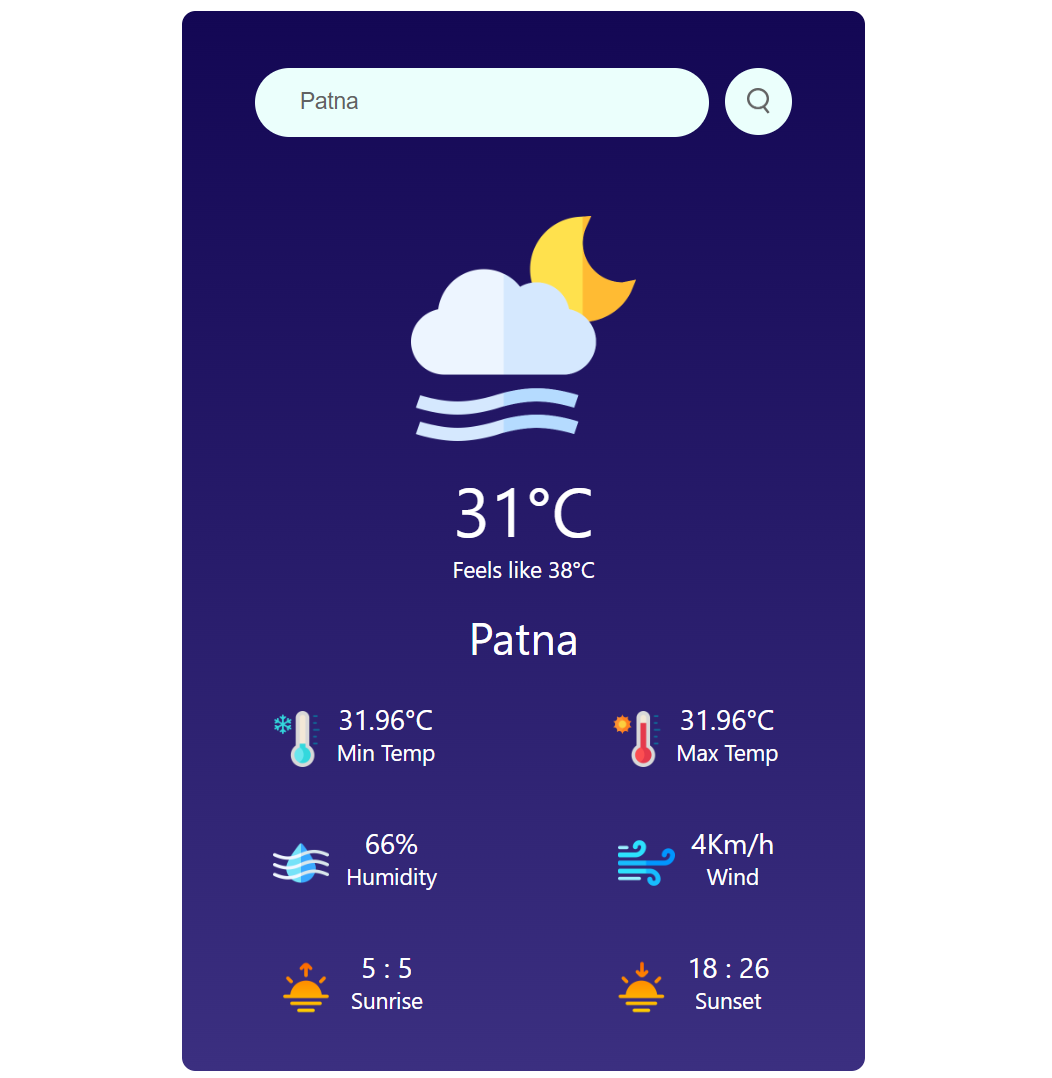 Patna
31°C
Feels like 38°C
Patna
31.96°C
Min Temp
31.96°C
Max Temp
66%
Humidity
4Km/h
Wind
5 : 5
Sunrise
18 : 26
Sunset